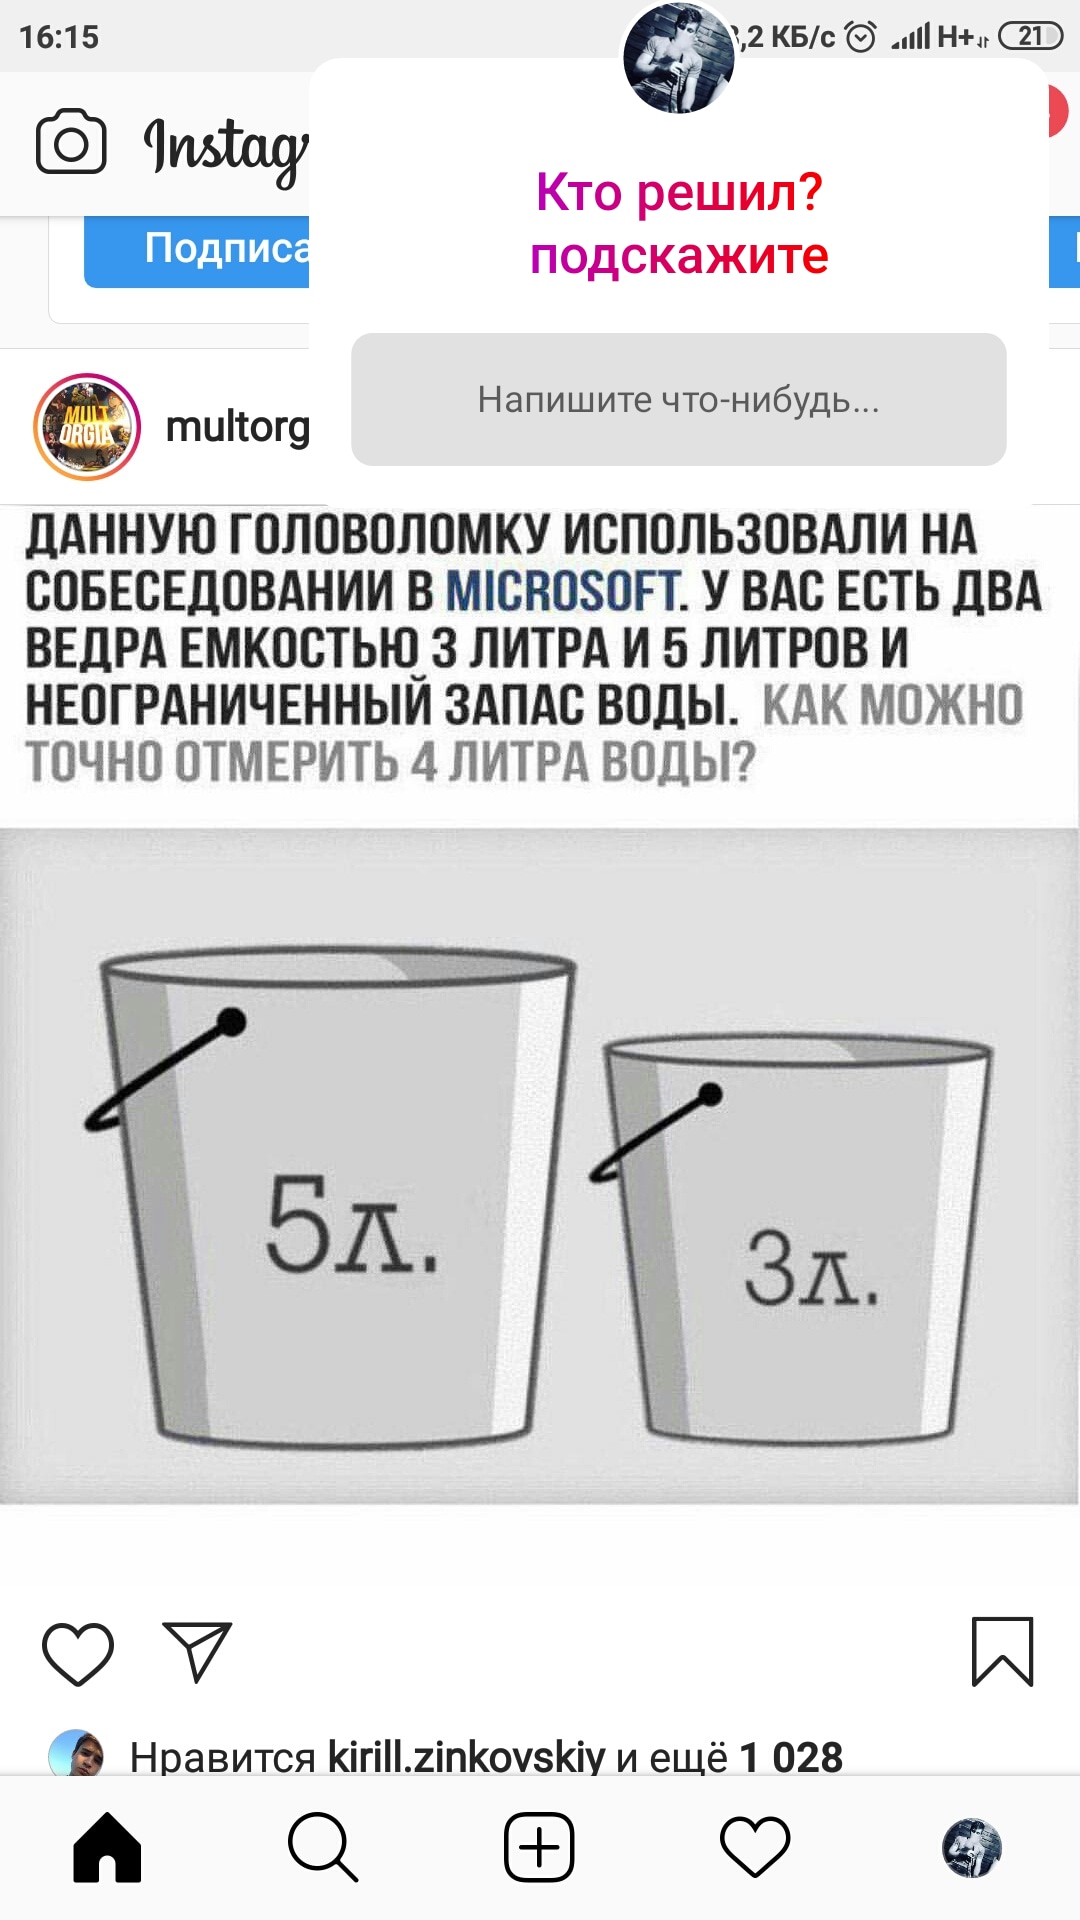 16:15
,2 КБ/с
H+
21
Instag
Кто решил?
подскажите
Напишите что-нибудь...
multorg
MULT
ORGIA
ДАННУЮ ГОЛОВОЛОМКУ ИСПОЛЬЗОВАЛИ НА
СОБЕСЕДОВАНИИ В MICROSOFT. У ВАС ЕСТЬ ДВА
ВЕДРА ЕМКОСТЬЮ 3 ЛИТРА И 5 ЛИТРОВ И
НЕОГРАНИЧЕННЫЙ ЗАПАС ВОДЫ. КАК МОЖНО
ТОЧНО ОТМЕРИТЬ 4 ЛИТРА ВОДЫ?
5л.
3л.
Нравится kirill.zinkovskiy и ещё 1 028